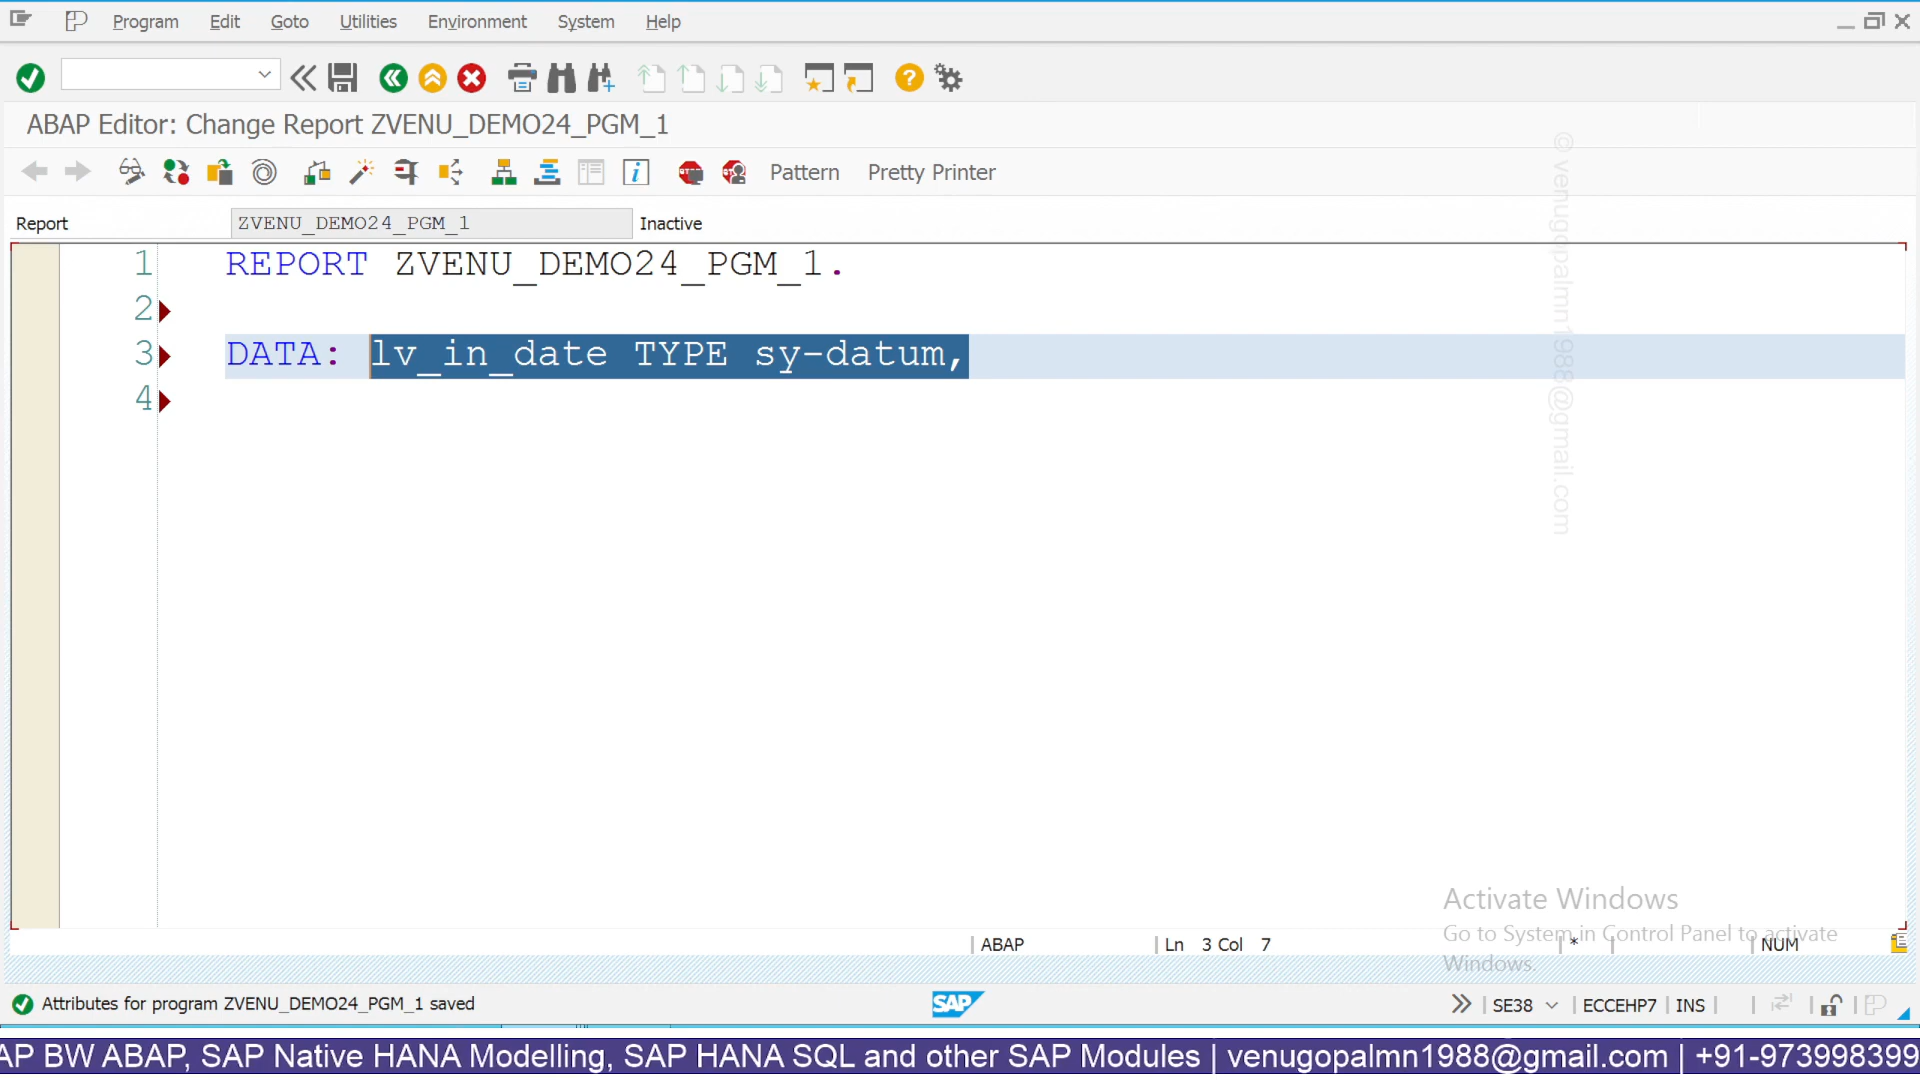 Program Edit Goto Utilities Environment System Help
ABAP Editor: Change Report ZVENU_DEMO24_PGM_1
Pattern Pretty Printer
Report ZVENU_DEMO24_PGM_1 Inactive
1 REPORT ZVENU_DEMO24_PGM_1.
2
3 DATA: lv_in_date TYPE sy-datum,
4
© venugopalmn1988@gmail.com
Activate Windows
Go to System in Control Panel to activate
Windows.
ABAP Ln 3 Col 7 * NUM
Attributes for program ZVENU_DEMO24_PGM_1 saved
SAP
SE38 ECCEHP7 INS
AP BW ABAP, SAP Native HANA Modelling, SAP HANA SQL and other SAP Modules | venugopalmn1988@gmail.com | +91-973998399